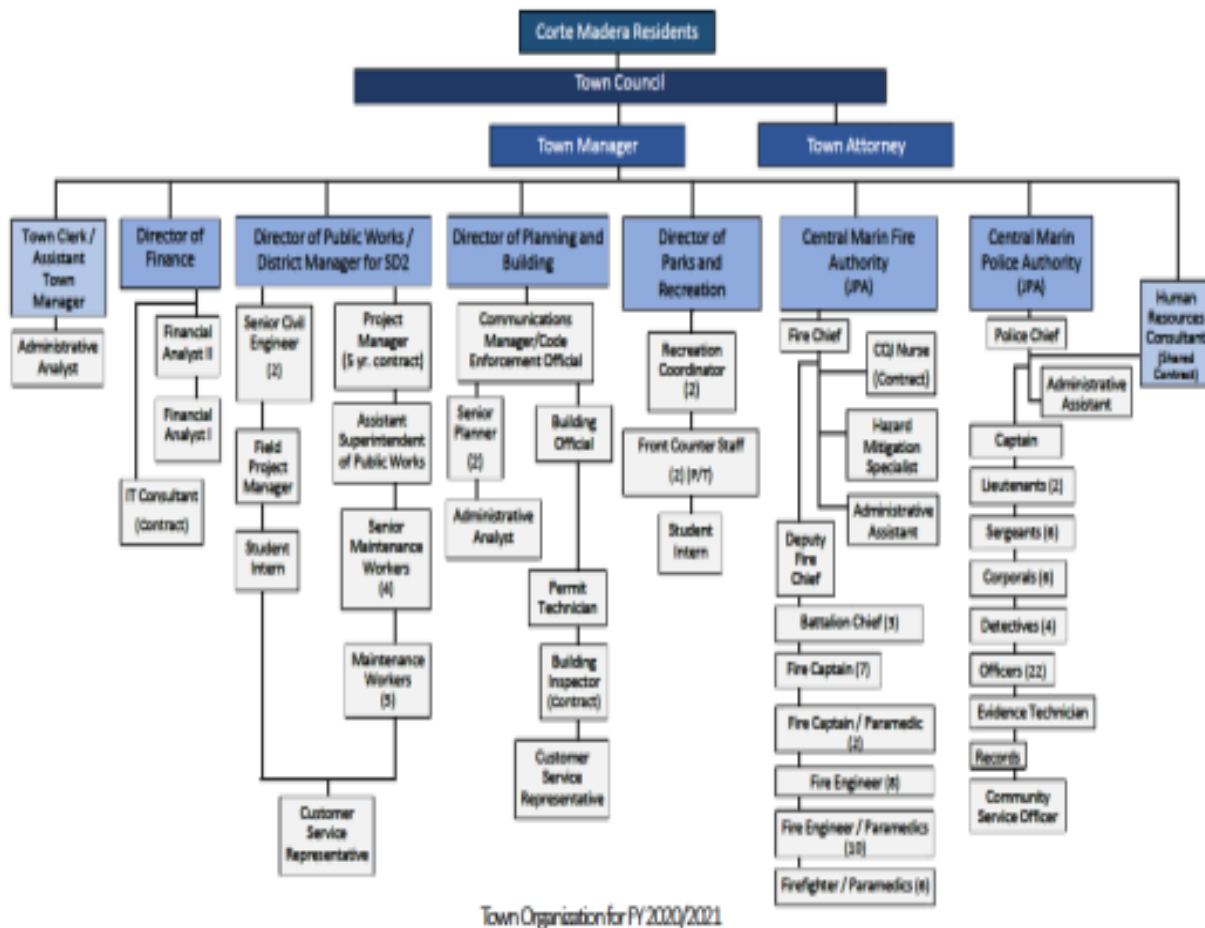 Corte Madera Residents
Town Council
Town Manager
Town Attorney
Town Clerk /
Assistant
Town
Manager
Administrative
Analyst
Director of
Finance
Financial
Analyst II
Financial
Analyst I
IT Consultant
(Contract)
Director of Public Works /
District Manager for SD2
Senior Civil
Engineer
(2)
Field
Project
Manager
Student
Intern
Project
Manager
(5 yr. contract)
Assistant
Superintendent
of Public Works
Senior
Maintenance
Workers
(4)
Maintenance
Workers
(5)
Customer
Service
Representative
Director of Planning and
Building
Communications
Manager/Code
Enforcement Official
Senior
Planner
(2)
Administrative
Analyst
Building
Official
Permit
Technician
Building
Inspector
(Contract)
Customer
Service
Representative
Director of
Parks and
Recreation
Recreation
Coordinator
(2)
Front Counter Staff
(2) (P/T)
Student
Intern
Central Marin Fire
Authority
(JPA)
Fire Chief
CQI Nurse
(Contract)
Hazard
Mitigation
Specialist
Administrative
Assistant
Deputy
Fire
Chief
Battalion Chief (3)
Fire Captain (7)
Fire Captain / Paramedic
(2)
Fire Engineer (8)
Fire Engineer / Paramedics
(10)
Firefighter / Paramedics
Central Marin
Police Authority
(JPA)
Police Chief
Administrative
Assistant
Captain
Lieutenants (2)
Sergeants
Corporals
Detectives (4)
Officers (22)
Evidence Technician
Records
Community
Service Officer
Human
Resources
Consultant
(Shared
Contract)
Town Organization for FY 2020/2021